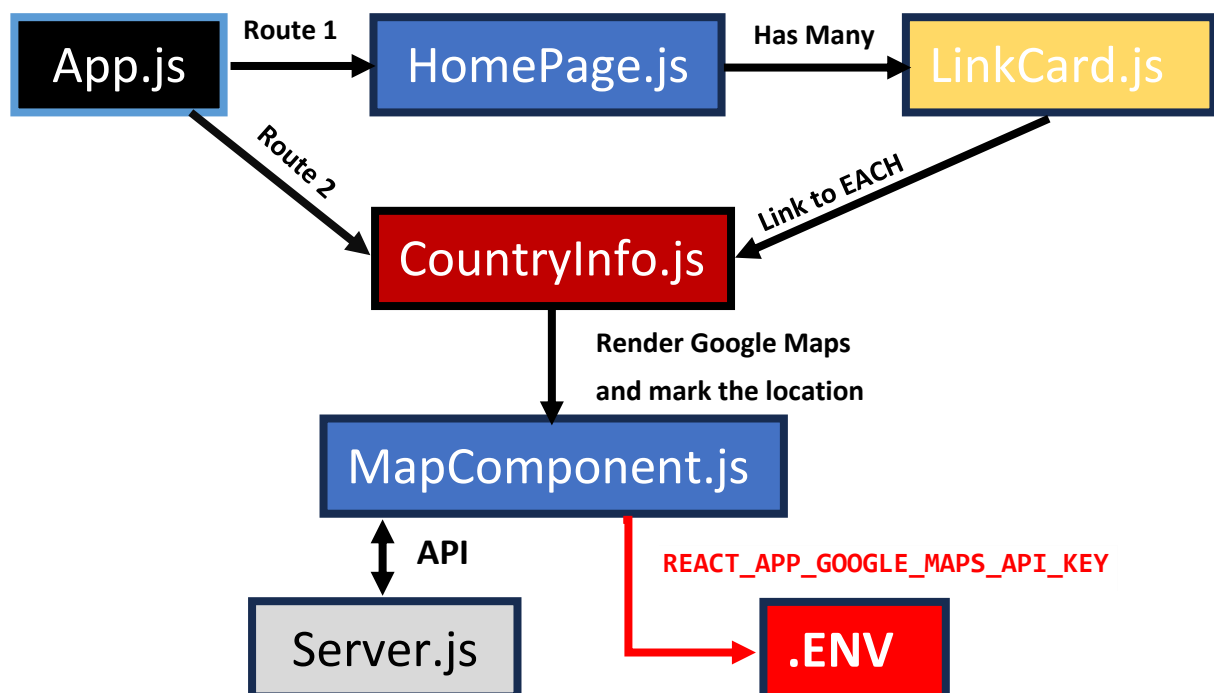 Route 1
Has Many
App.js
HomePage.js
LinkCard.js
Route 2
Link to EACH
CountryInfo.js
Render Google Maps
and mark the location
MapComponent.js
API
REACT_APP_GOOGLE_MAPS_API_KEY
Server.js
.ENV